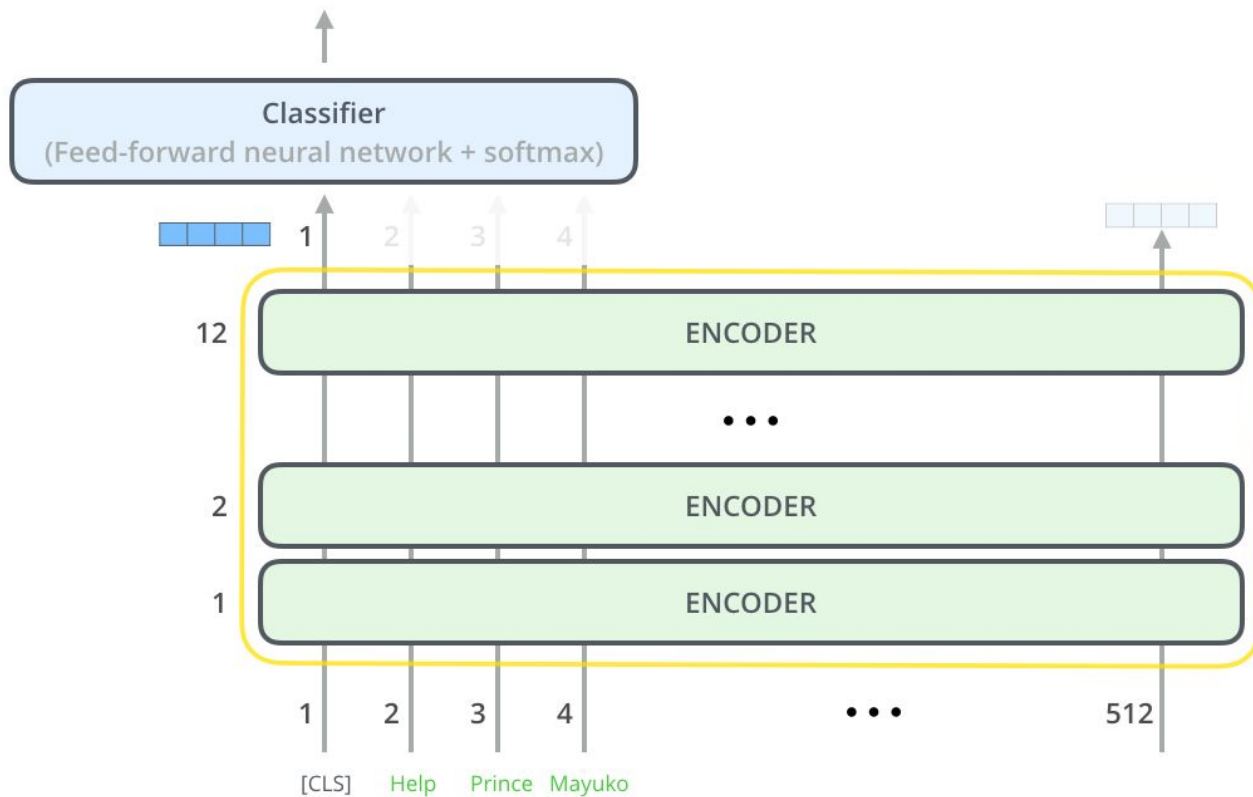 Classifier
(Feed-forward neural network + softmax)
1 2 3 4
12 ENCODER
...
2 ENCODER
1 ENCODER
1 2 3 4 ... 512
[CLS] Help Prince Mayuko